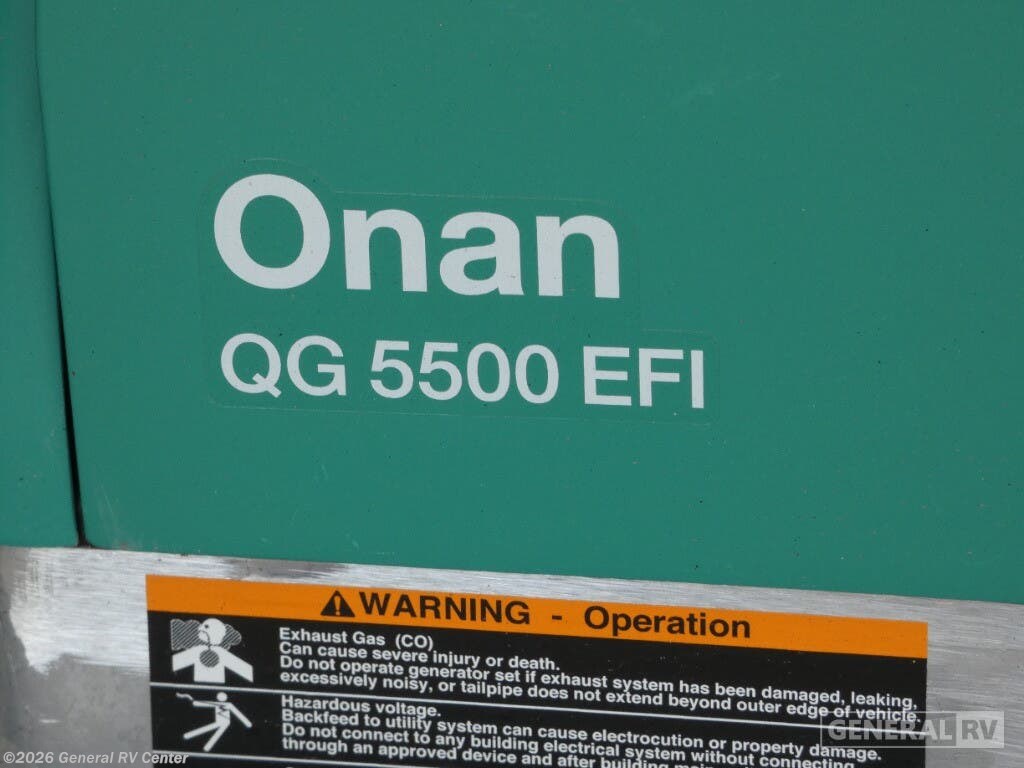 Onan
QG 5500 EFI
WARNING - Operation
Exhaust Gas (CO)
Can cause severe injury or death.
Do not operate generator set if exhaust system has been damaged, leaking,
excessively noisy, or tailpipe does not extend beyond outer edge of vehicle.
Hazardous voltage.
Backfeed to utility system can cause electrocution or property damage.
Do not connect to any building electrical system without connecting
through an approved device and after building main
GENERAL RV
©2026 General RV Center